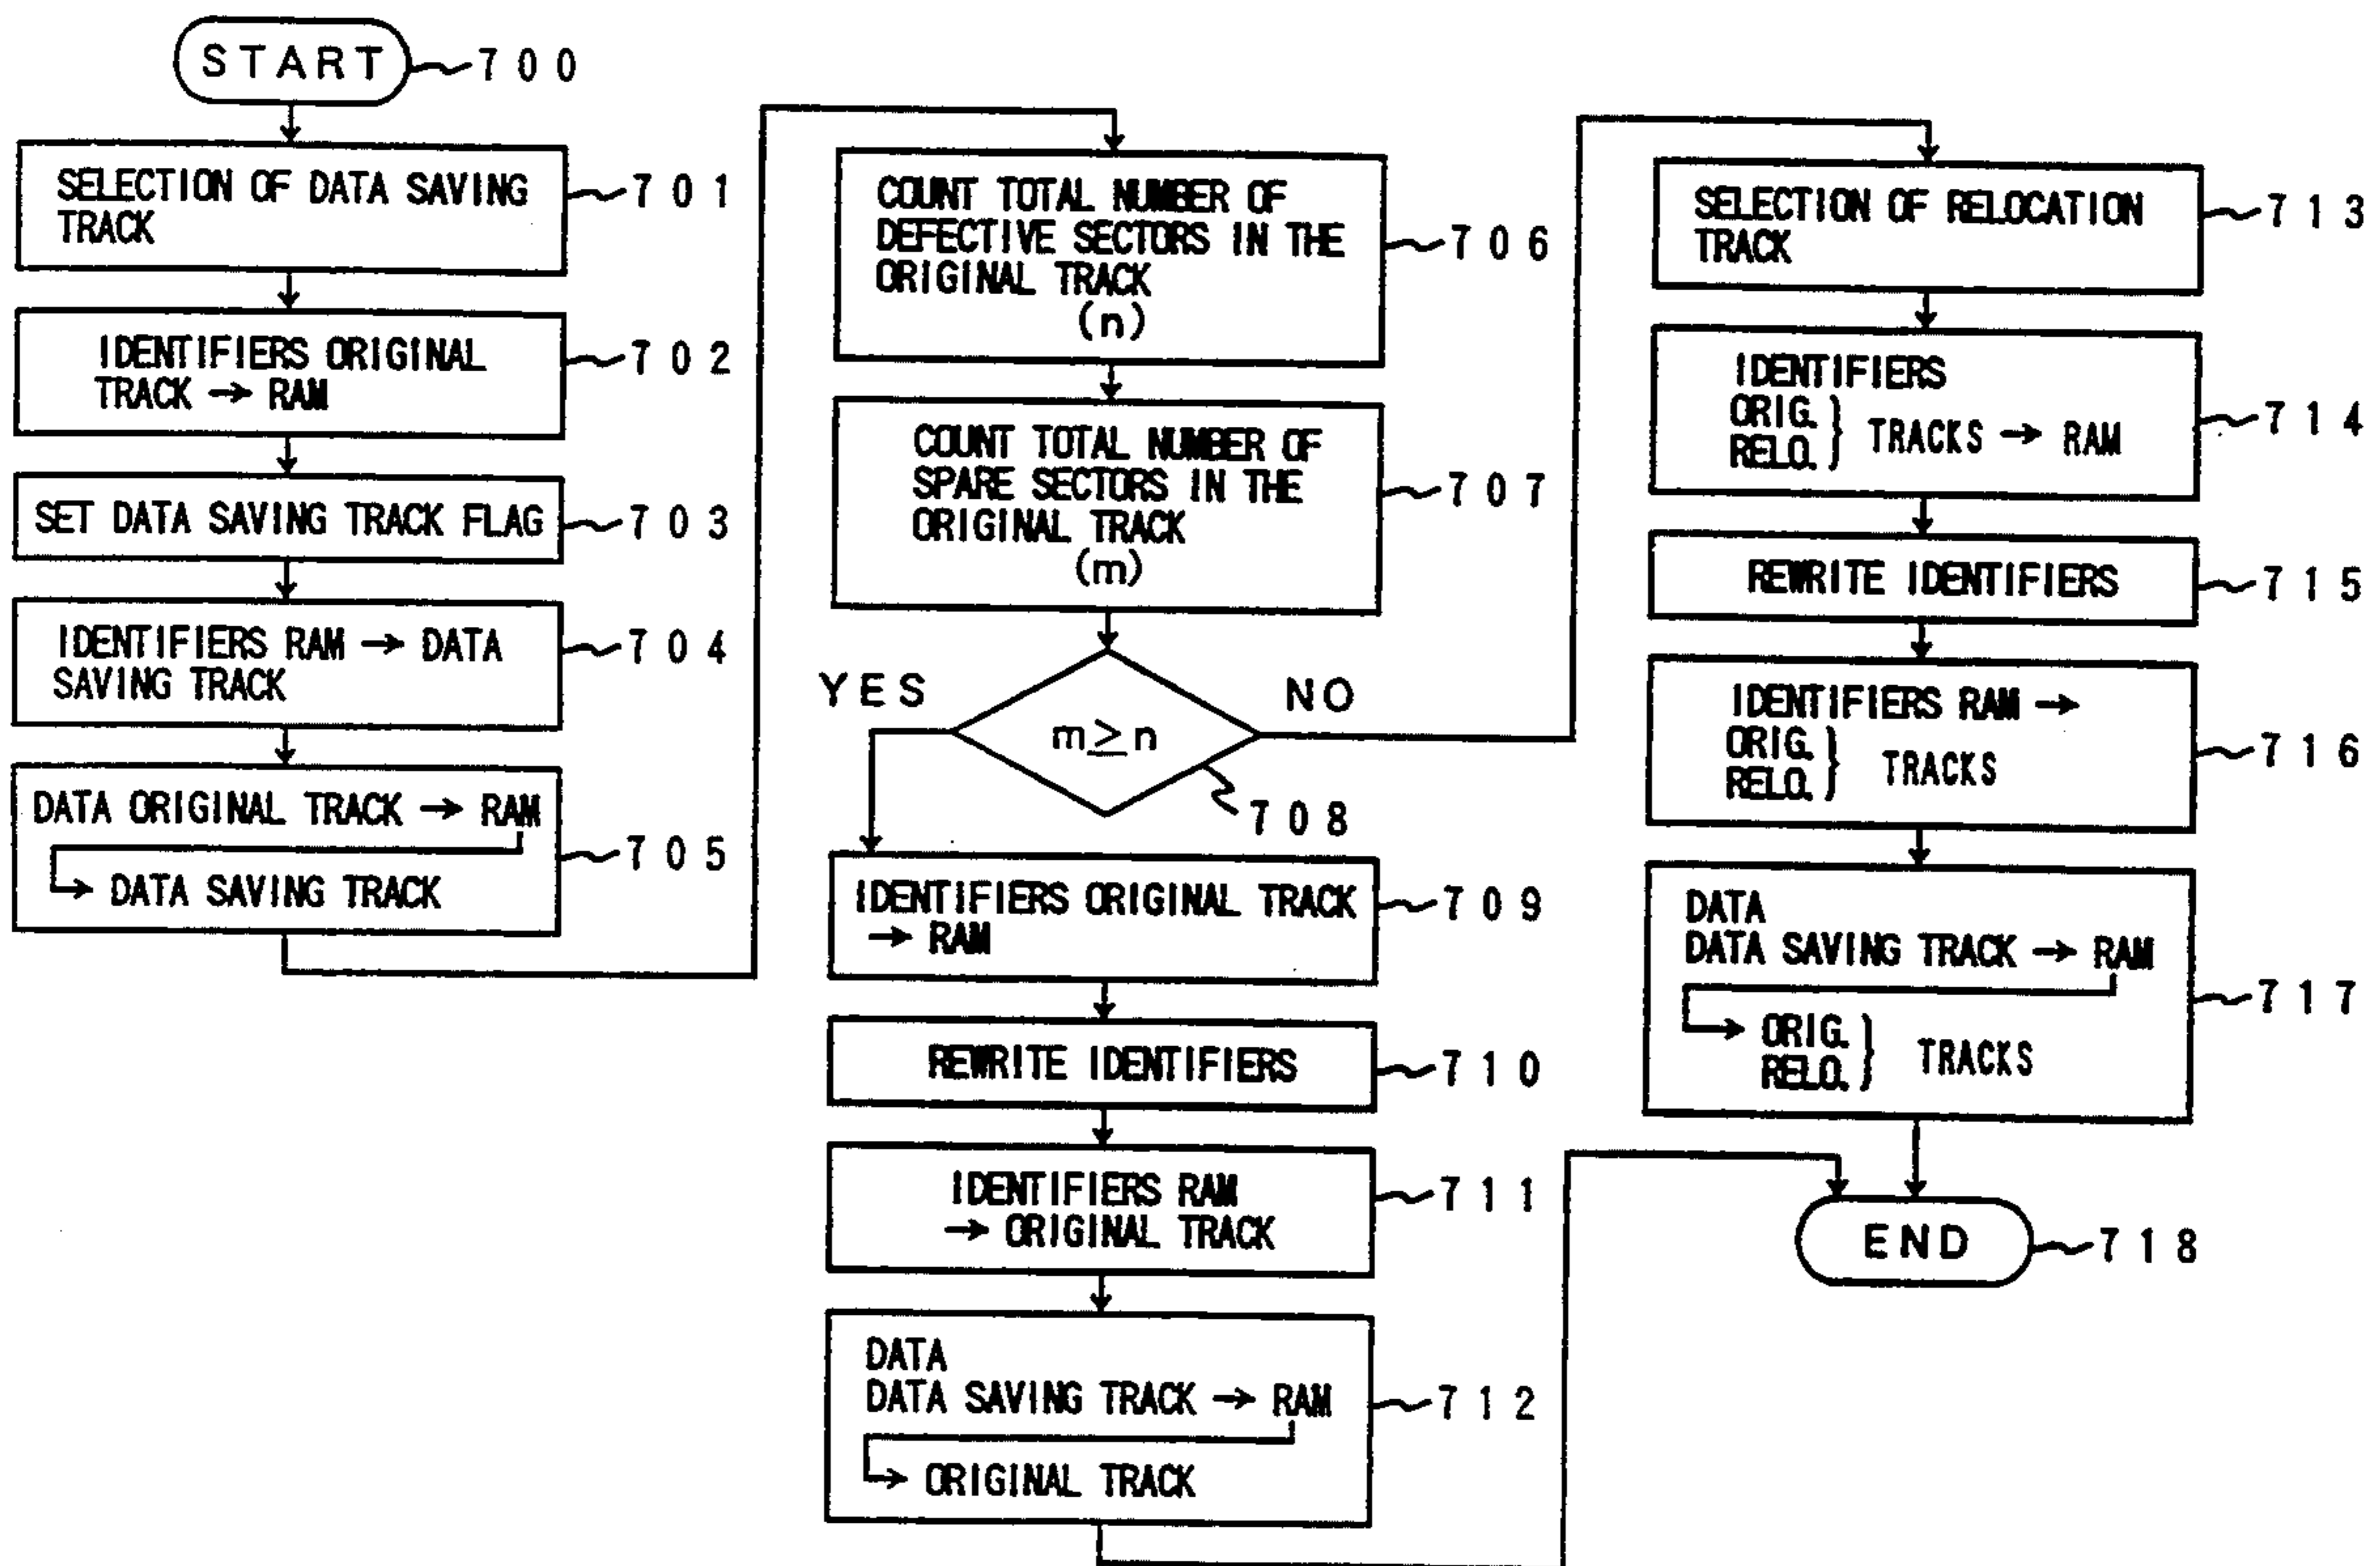 START 700
SELECTION OF DATA SAVING
TRACK
701
IDENTIFIERS ORIGINAL
TRACK → RAM
702
SET DATA SAVING TRACK FLAG 703
IDENTIFIERS RAM → DATA
SAVING TRACK
704
DATA ORIGINAL TRACK → RAM
→ DATA SAVING TRACK
705
COUNT TOTAL NUMBER OF
DEFECTIVE SECTORS IN THE
ORIGINAL TRACK
(n)
706
COUNT TOTAL NUMBER OF
SPARE SECTORS IN THE
ORIGINAL TRACK
(m)
707
YES
NO
m≥n
708
IDENTIFIERS ORIGINAL TRACK
→ RAM
709
REWRITE IDENTIFIERS 710
IDENTIFIERS RAM
→ ORIGINAL TRACK
711
DATA
DATA SAVING TRACK → RAM
→ ORIGINAL TRACK
712
SELECTION OF RELOCATION
TRACK
713
IDENTIFIERS
ORIG.
RELO. } TRACKS → RAM
714
REWRITE IDENTIFIERS 715
IDENTIFIERS RAM →
ORIG.
RELO. } TRACKS
716
DATA
DATA SAVING TRACK → RAM
→ ORIG.
RELO. } TRACKS
717
END 718